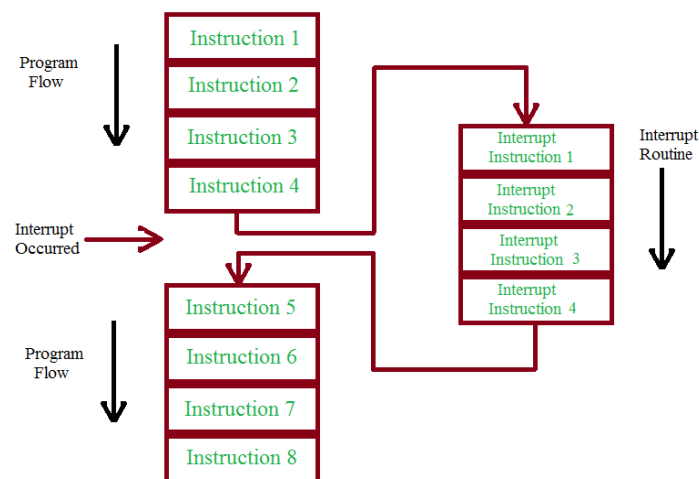 Program
Flow
Instruction 1
Instruction 2
Instruction 3
Instruction 4
Interrupt
Occurred
Interrupt
Instruction 1
Interrupt
Instruction 2
Interrupt
Instruction 3
Interrupt
Instruction 4
Interrupt
Routine
Program
Flow
Instruction 5
Instruction 6
Instruction 7
Instruction 8